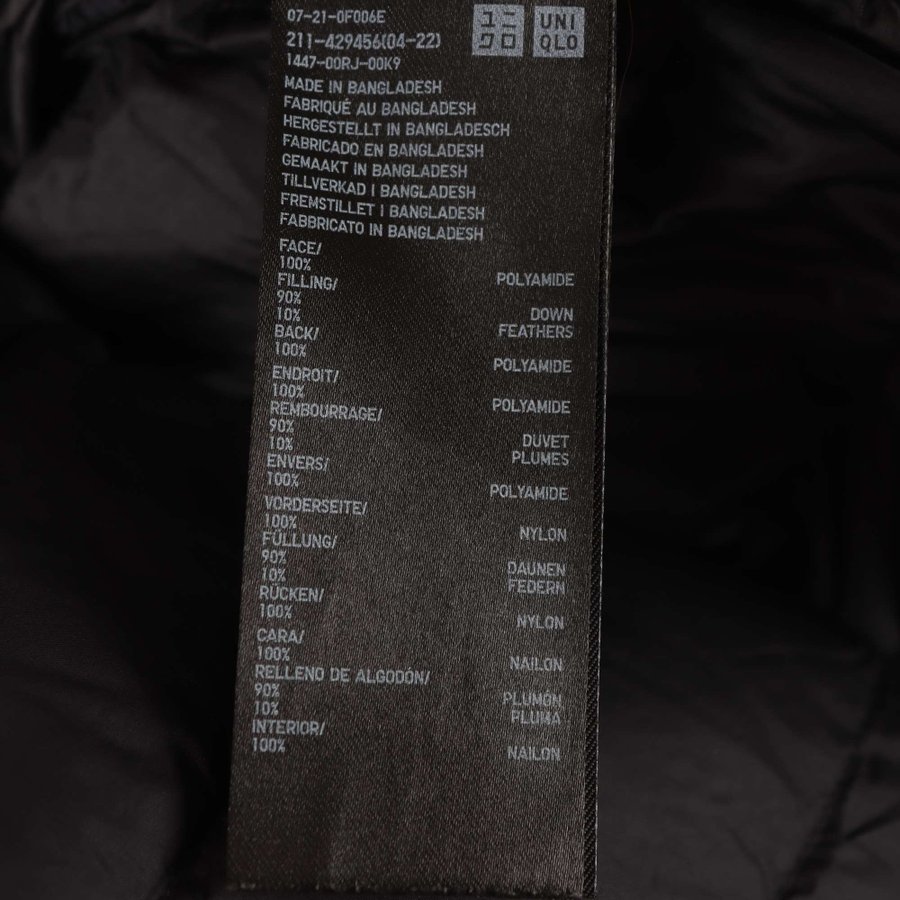 07-21-0F006E
211-429456(04-22)
1447-00RJ-00K9
ユニ
クロ
UNI
QLO
MADE IN BANGLADESH
FABRIQUÉ AU BANGLADESH
HERGESTELLT IN BANGLADESCH
FABRICADO EN BANGLADESH
GEMAAKT IN BANGLADESH
TILLVERKAD I BANGLADESH
FREMSTILLET I BANGLADESH
FABBRICATO IN BANGLADESH
FACE/
100% POLYAMIDE
FILLING/
90% DOWN
10% FEATHERS
BACK/
100% POLYAMIDE
ENDROIT/
100% POLYAMIDE
REMBOURRAGE/
90% DUVET
10% PLUMES
ENVERS/
100% POLYAMIDE
VORDERSEITE/
100% NYLON
FÜLLUNG/
90% DAUNEN
10% FEDERN
RÜCKEN/
100% NYLON
CARA/
100% NAILON
RELLENO DE ALGODÓN/
90% PLUMÓN
10% PLUMA
INTERIOR/
100% NAILON